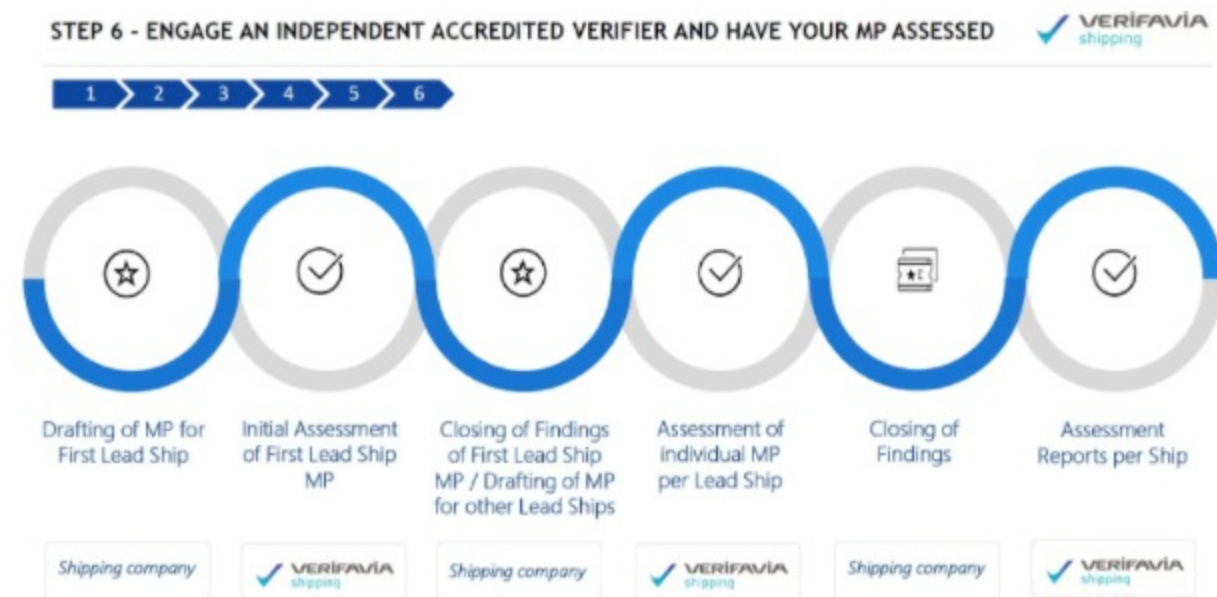 STEP 6 - ENGAGE AN INDEPENDENT ACCREDITED VERIFIER AND HAVE YOUR MP ASSESSED
VERIFAVIA
shipping
1 2 3 4 5 6
Drafting of MP for
First Lead Ship
Initial Assessment
of First Lead Ship
MP
Closing of Findings
of First Lead Ship
MP / Drafting of MP
for other Lead Ships
Assessment of
individual MP
per Lead Ship
Closing of
Findings
Assessment
Reports per Ship
Shipping company
VERIFAVIA
shipping
Shipping company
VERIFAVIA
shipping
Shipping company
VERIFAVIA
shipping